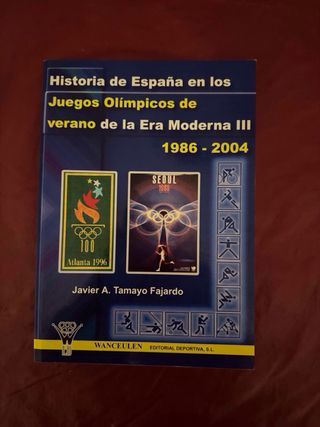 Historia de España en los
Juegos Olímpicos de
verano de la Era Moderna III
1986 - 2004
SEOUL
1988
100
Atlanta 1996
Javier A. Tamayo Fajardo
WANCEULEN EDITORIAL DEPORTIVA, S.L.